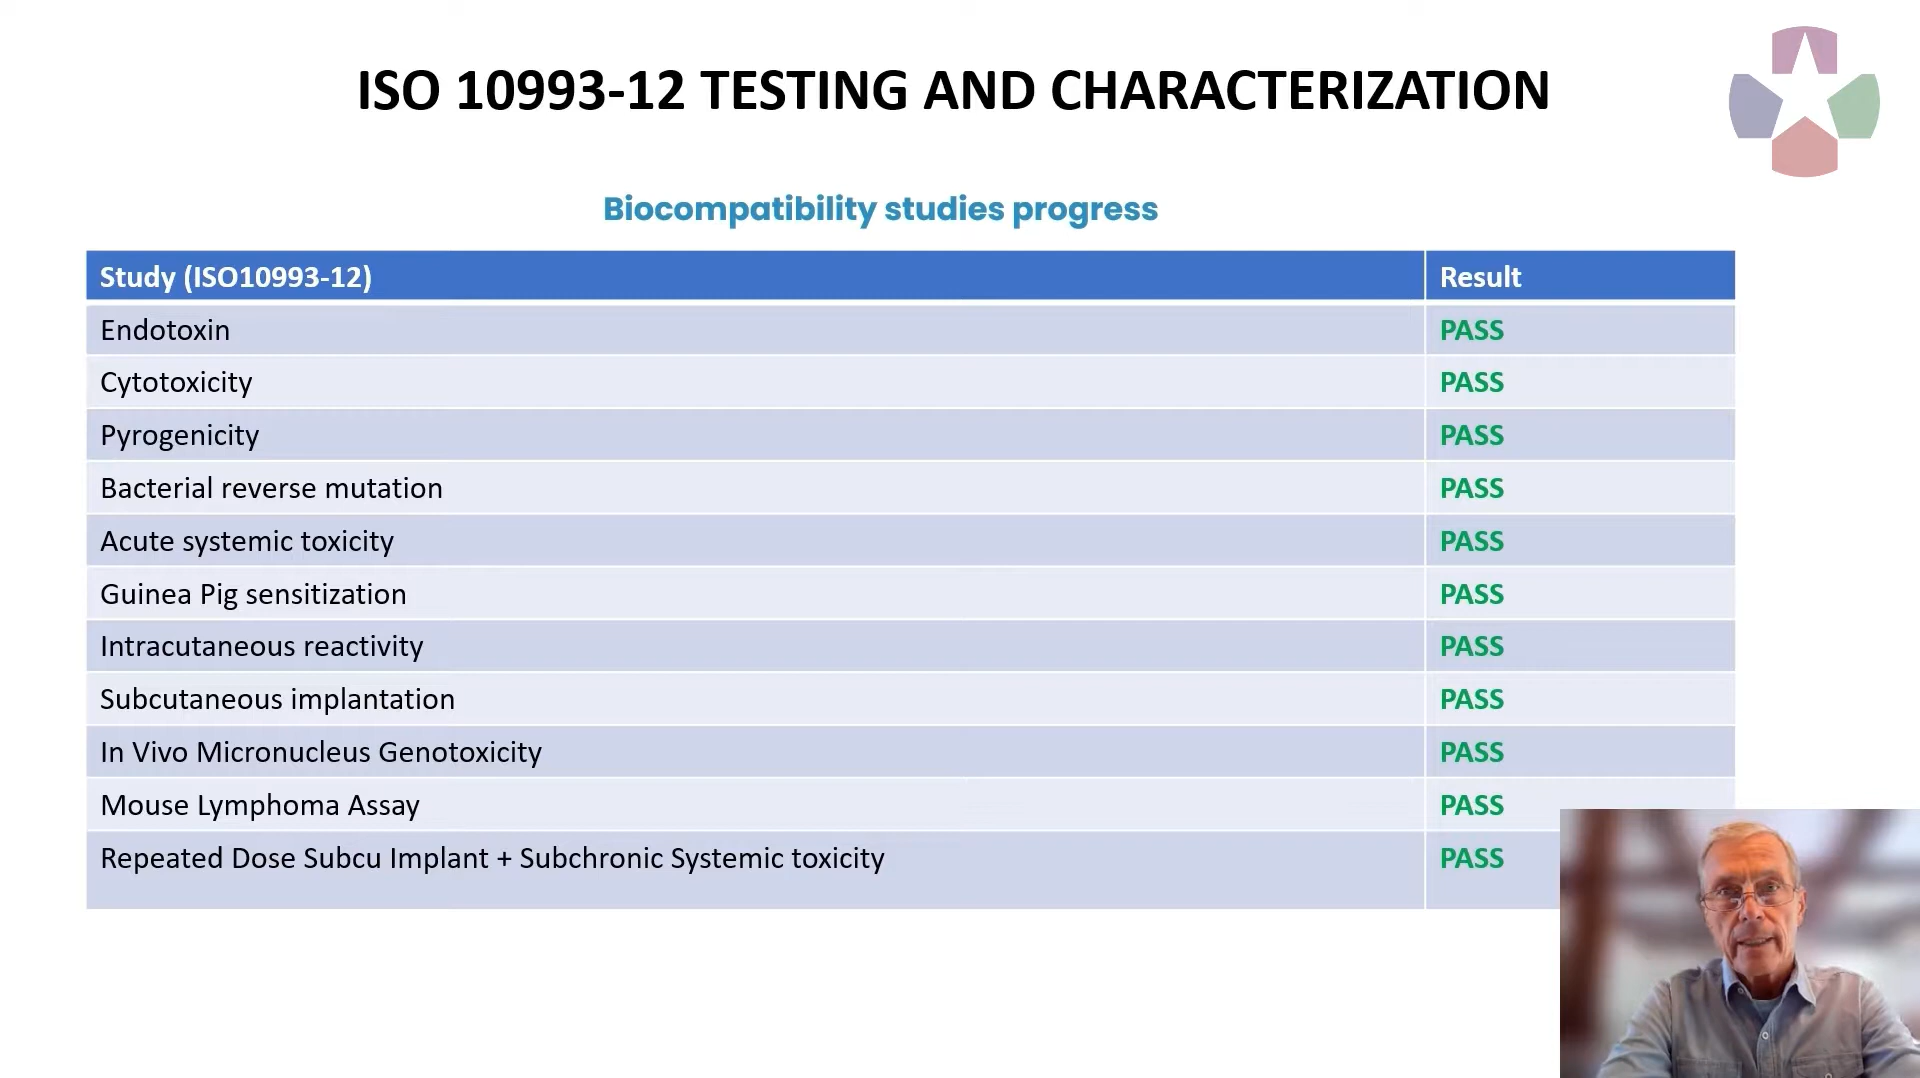 ISO 10993-12 TESTING AND CHARACTERIZATION
Biocompatibility studies progress
Study (ISO10993-12) Result
Endotoxin PASS
Cytotoxicity PASS
Pyrogenicity PASS
Bacterial reverse mutation PASS
Acute systemic toxicity PASS
Guinea Pig sensitization PASS
Intracutaneous reactivity PASS
Subcutaneous implantation PASS
In Vivo Micronucleus Genotoxicity PASS
Mouse Lymphoma Assay PASS
Repeated Dose Subcu Implant + Subchronic Systemic toxicity PASS